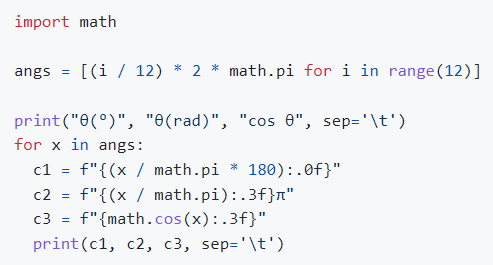 import math
angs = [(i / 12) * 2 * math.pi for i in range(12)]
print("θ(°)", "θ(rad)", "cos θ", sep='\t')
for x in angs:
  c1 = f"{(x / math.pi * 180):.0f}"
  c2 = f"{(x / math.pi):.3f}π"
  c3 = f"{math.cos(x):.3f}"
  print(c1, c2, c3, sep='\t')